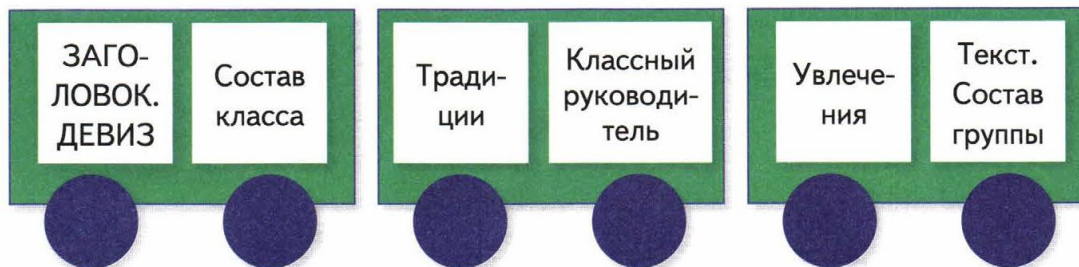 ЗАГО-
ЛОВОК.
ДЕВИЗ
Состав
класса
Тради-
ции
Классный
руководи-
тель
Увлече-
ния
Текст.
Состав
группы